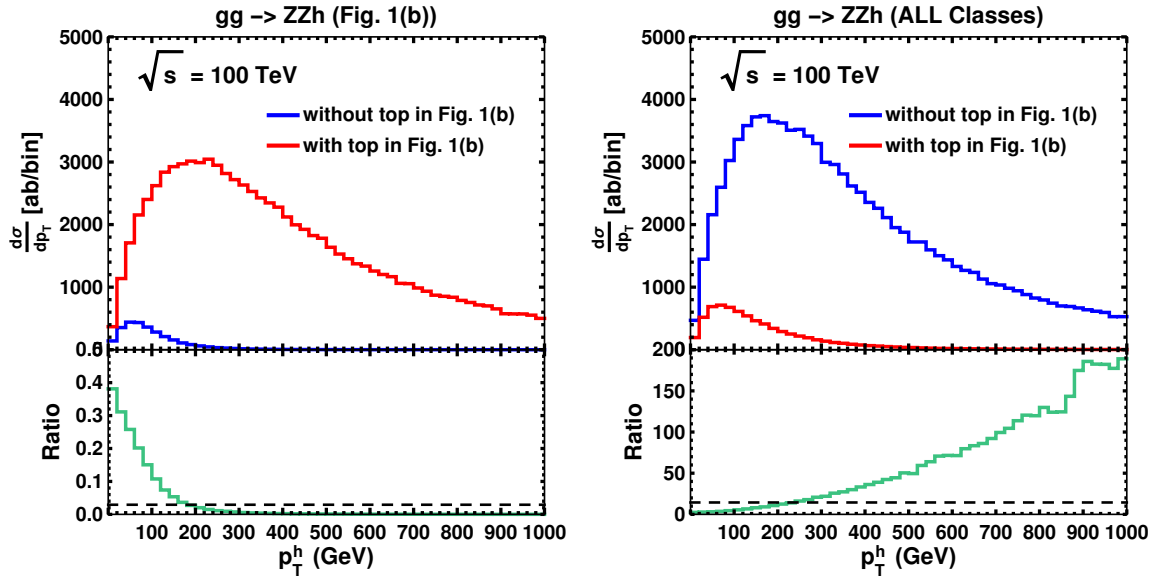 gg −> ZZh (Fig. 1(b))
√s = 100 TeV
without top in Fig. 1(b)
with top in Fig. 1(b)
dσ/dp_T [ab/bin]
5000
4000
3000
2000
1000
0
0.5
0.4
0.3
0.2
0.1
0.0
Ratio
100 200 300 400 500 600 700 800 900 1000
p_T^h (GeV)
gg −> ZZh (ALL Classes)
√s = 100 TeV
without top in Fig. 1(b)
with top in Fig. 1(b)
dσ/dp_T [ab/bin]
5000
4000
3000
2000
1000
200
150
100
50
0
Ratio
100 200 300 400 500 600 700 800 900 1000
p_T^h (GeV)